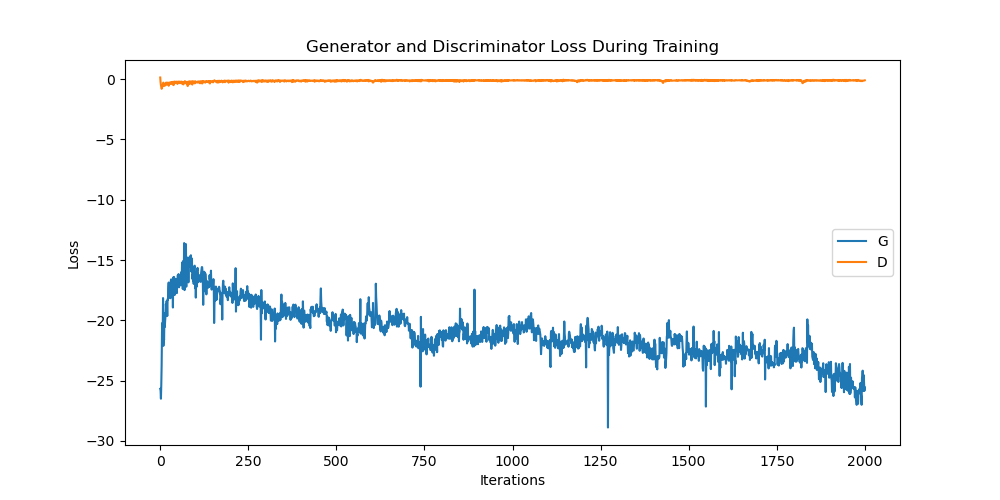 Generator and Discriminator Loss During Training
0
−5
−10
−15
−20
−25
−30
Loss
G
D
0 250 500 750 1000 1250 1500 1750 2000
Iterations